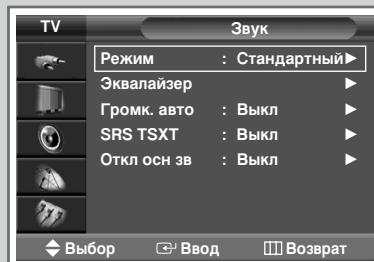 TV
Звук
Режим : Стандартный►
Эквалайзер ►
Громк. авто : Выкл ►
SRS TSXT : Выкл ►
Откл осн зв : Выкл ►
Выбор Ввод Возврат